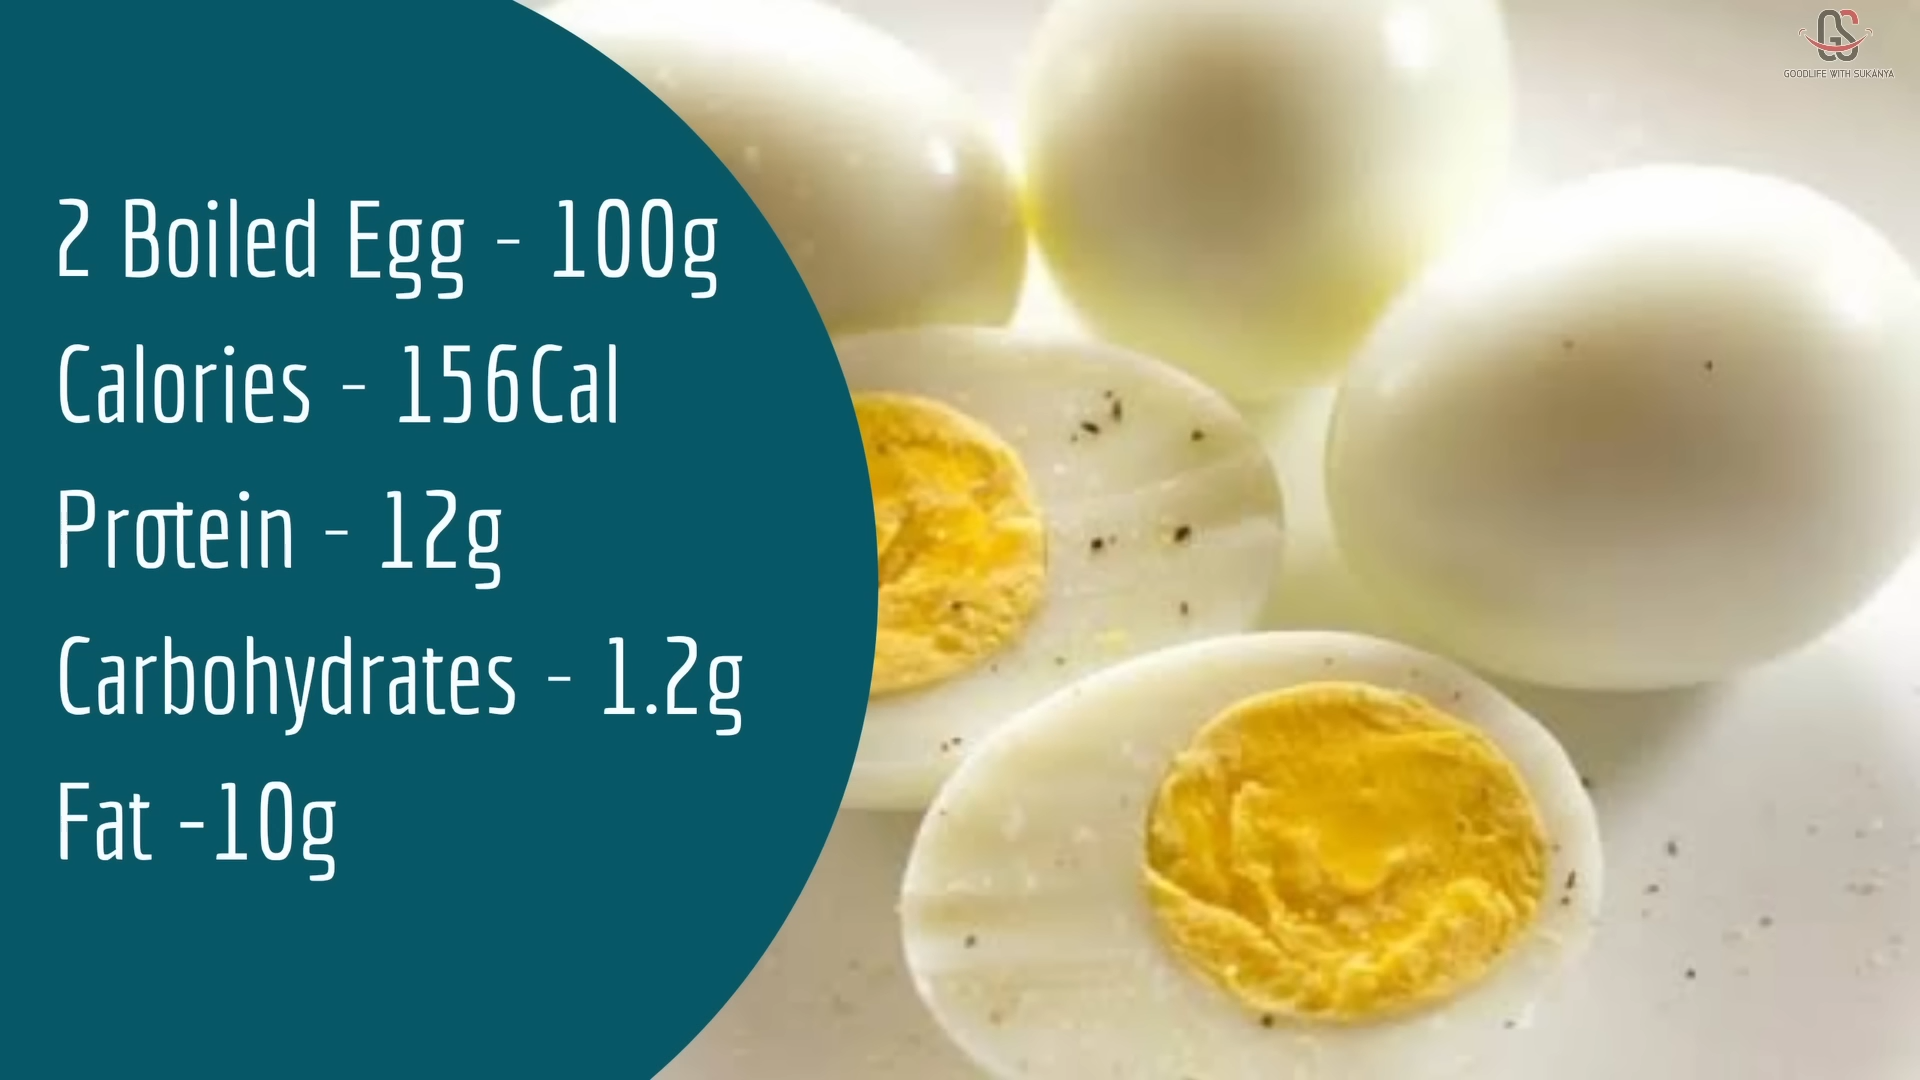 GS
GOODLIFE WITH SUKANYA
2 Boiled Egg - 100g
Calories - 156Cal
Protein - 12g
Carbohydrates - 1.2g
Fat -10g